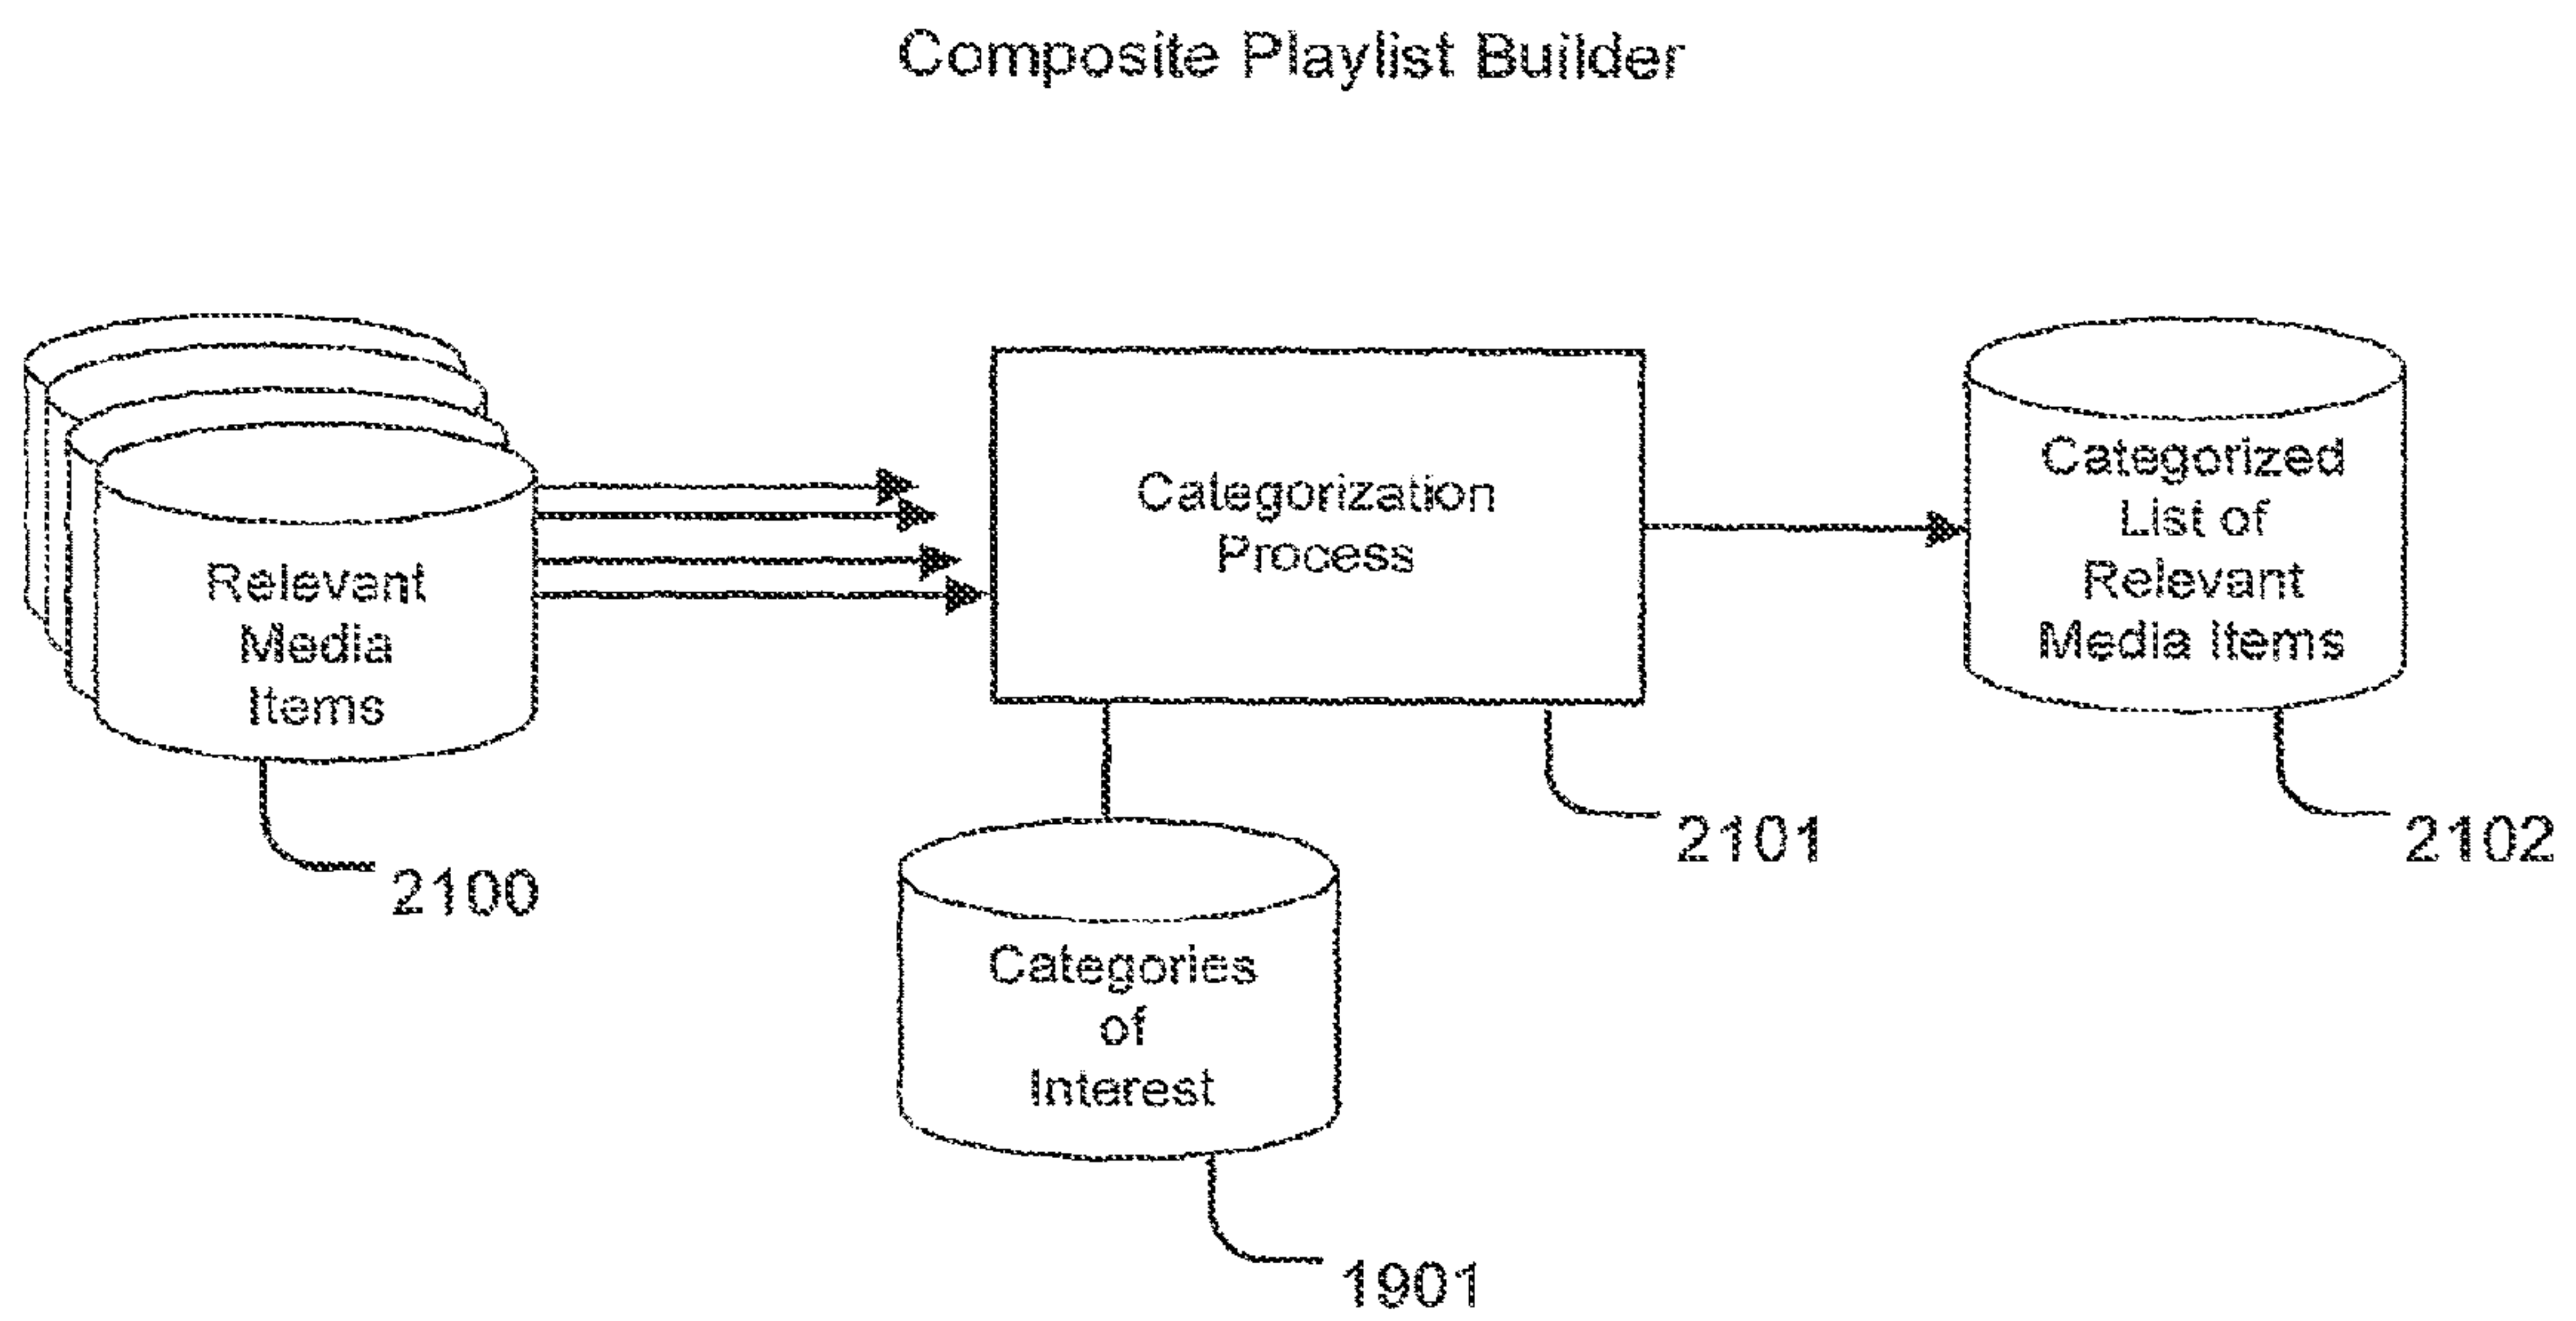 Composite Playlist Builder
Relevant
Media
Items
2100
Categorization
Process
2101
Categories
of
Interest
1901
Categorized
List of
Relevant
Media Items
2102